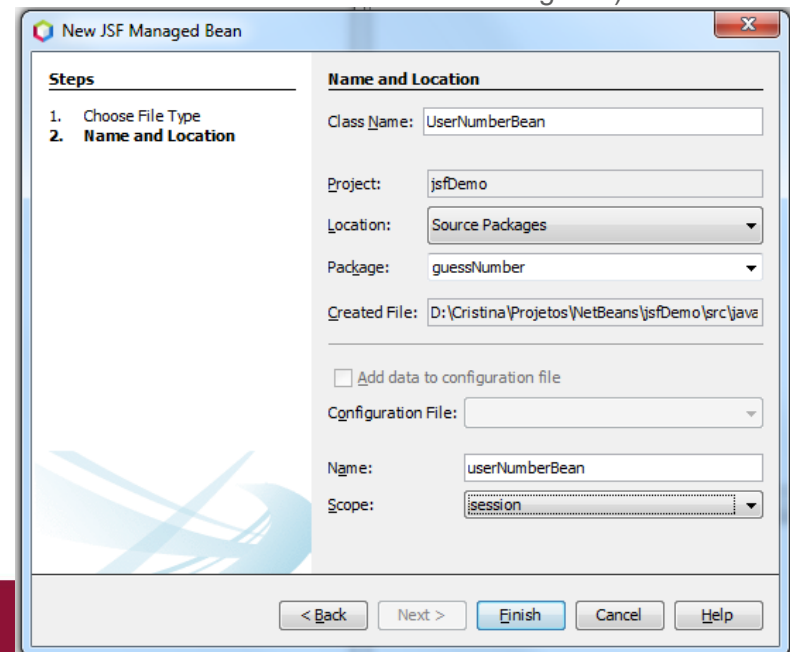 New JSF Managed Bean
Steps
1. Choose File Type
2. Name and Location
Name and Location
Class Name: UserNumberBean
Project: jsfDemo
Location: Source Packages
Package: guessNumber
Created File: D:\Cristina\Projetos\NetBeans\jsfDemo\src\java
Add data to configuration file
Configuration File:
Name: userNumberBean
Scope: session
< Back Next > Finish Cancel Help